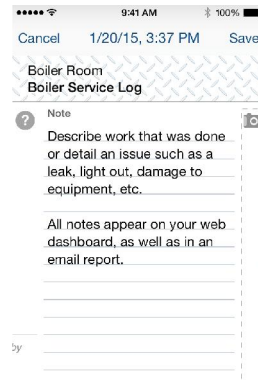 9:41 AM
100%
Cancel 1/20/15, 3:37 PM Save
Boiler Room
Boiler Service Log
?
Note
Describe work that was done
or detail an issue such as a
leak, light out, damage to
equipment, etc.
All notes appear on your web
dashboard, as well as in an
email report.
by